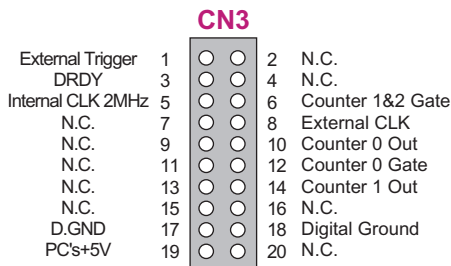 CN3
External Trigger 1 2 N.C.
DRDY 3 4 N.C.
Internal CLK 2MHz 5 6 Counter 1&2 Gate
N.C. 7 8 External CLK
N.C. 9 10 Counter 0 Out
N.C. 11 12 Counter 0 Gate
N.C. 13 14 Counter 1 Out
N.C. 15 16 N.C.
D.GND 17 18 Digital Ground
PC's+5V 19 20 N.C.